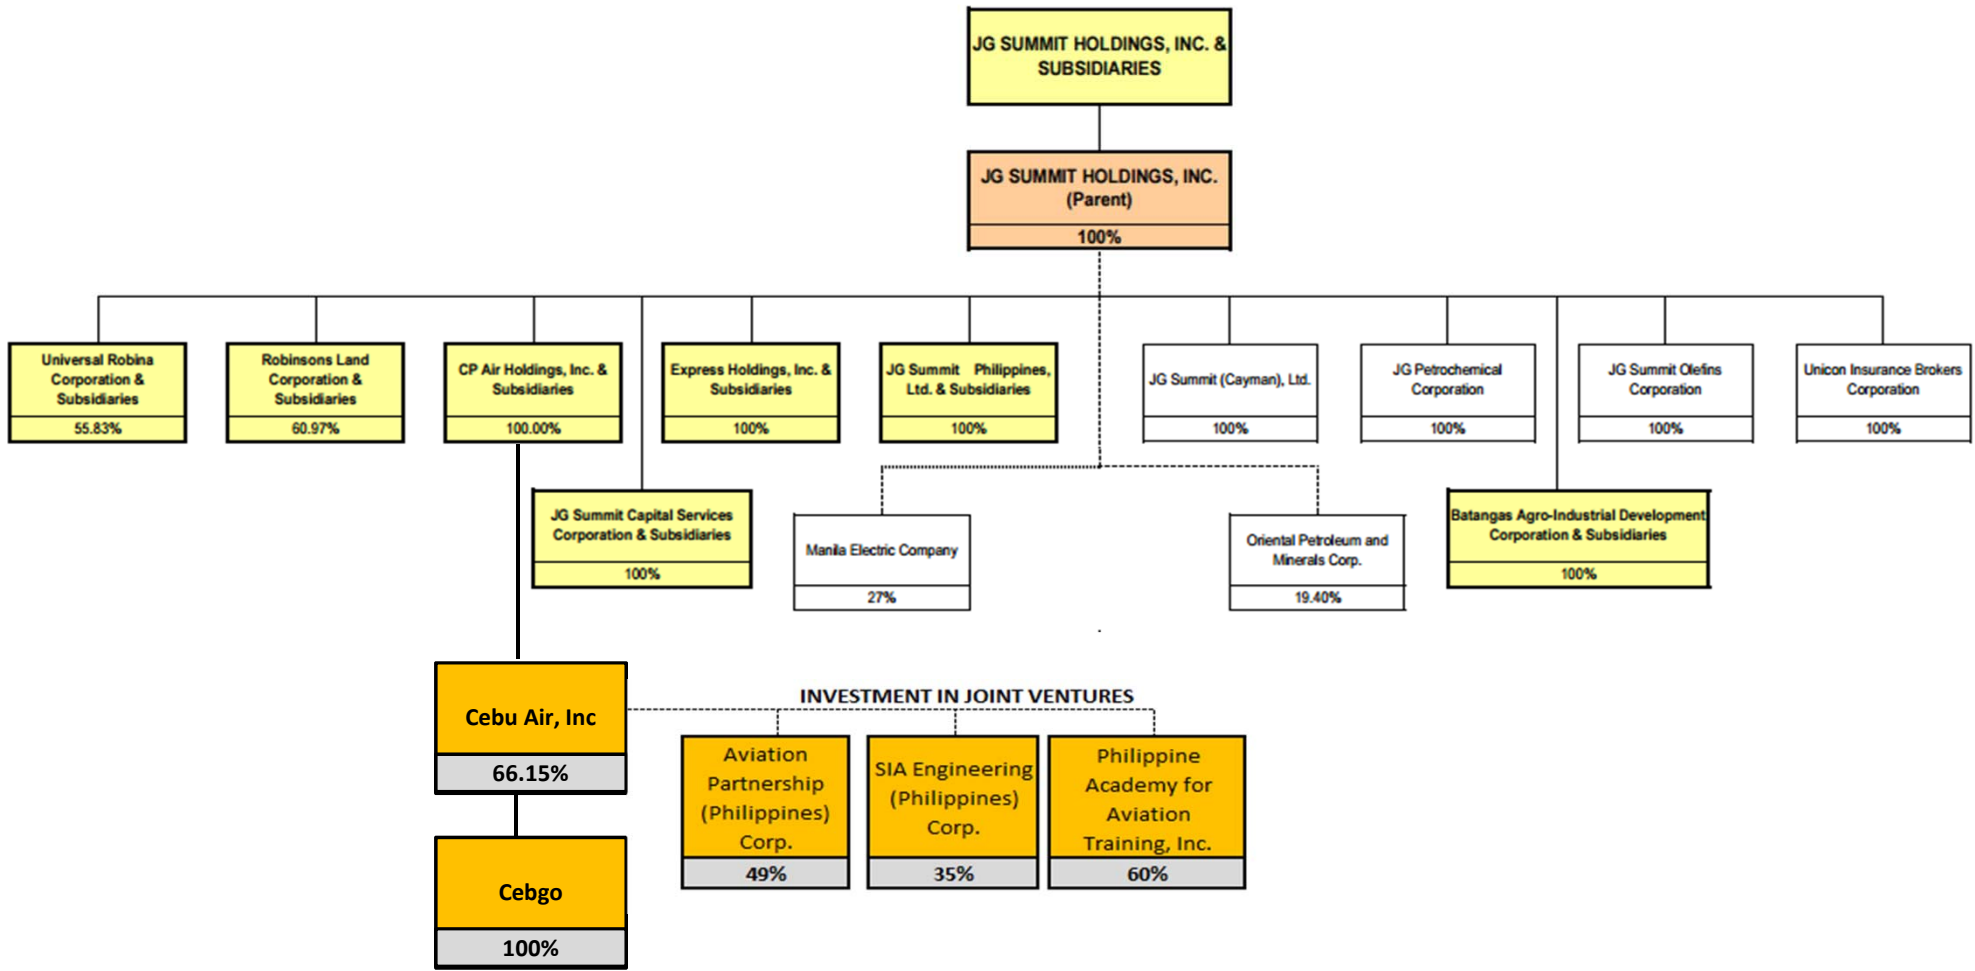 JG SUMMIT HOLDINGS, INC. &
SUBSIDIARIES
JG SUMMIT HOLDINGS, INC.
(Parent)
100%
Universal Robina
Corporation &
Subsidiaries
55.83%
Robinsons Land
Corporation &
Subsidiaries
60.97%
CP Air Holdings, Inc. &
Subsidiaries
100.00%
Express Holdings, Inc. &
Subsidiaries
100%
JG Summit Philippines,
Ltd. & Subsidiaries
100%
JG Summit (Cayman), Ltd.
100%
JG Petrochemical
Corporation
100%
JG Summit Olefins
Corporation
100%
Unicon Insurance Brokers
Corporation
100%
JG Summit Capital Services
Corporation & Subsidiaries
100%
Manila Electric Company
27%
Oriental Petroleum and
Minerals Corp.
19.40%
Batangas Agro-Industrial Development
Corporation & Subsidiaries
100%
Cebu Air, Inc
66.15%
INVESTMENT IN JOINT VENTURES
Aviation
Partnership
(Philippines)
Corp.
49%
SIA Engineering
(Philippines)
Corp.
35%
Philippine
Academy for
Aviation
Training, Inc.
60%
Cebgo
100%